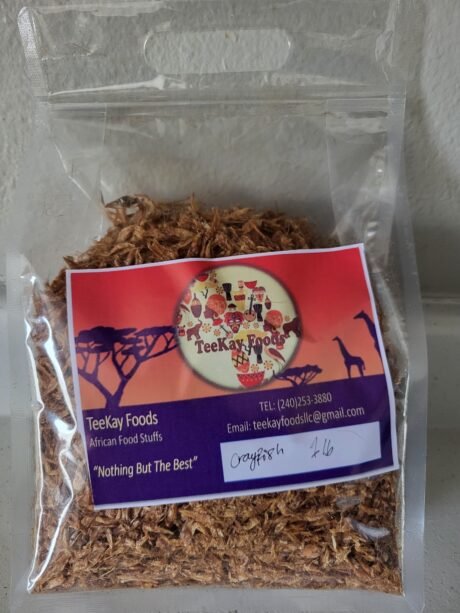 TeeKay Foods
TeeKay Foods
African Food Stuffs
"Nothing But The Best"
TEL: (240)253-3880
Email: teekayfoodsllc@gmail.com
Crayfish 1lb